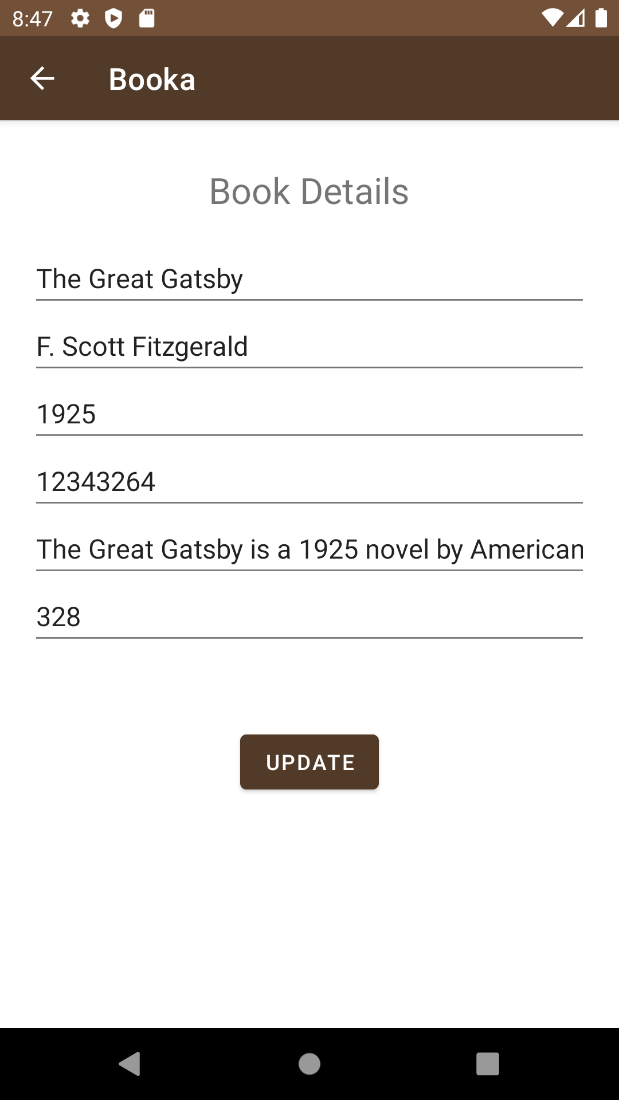 8:47
Booka
Book Details
The Great Gatsby
F. Scott Fitzgerald
1925
12343264
The Great Gatsby is a 1925 novel by American
328
UPDATE